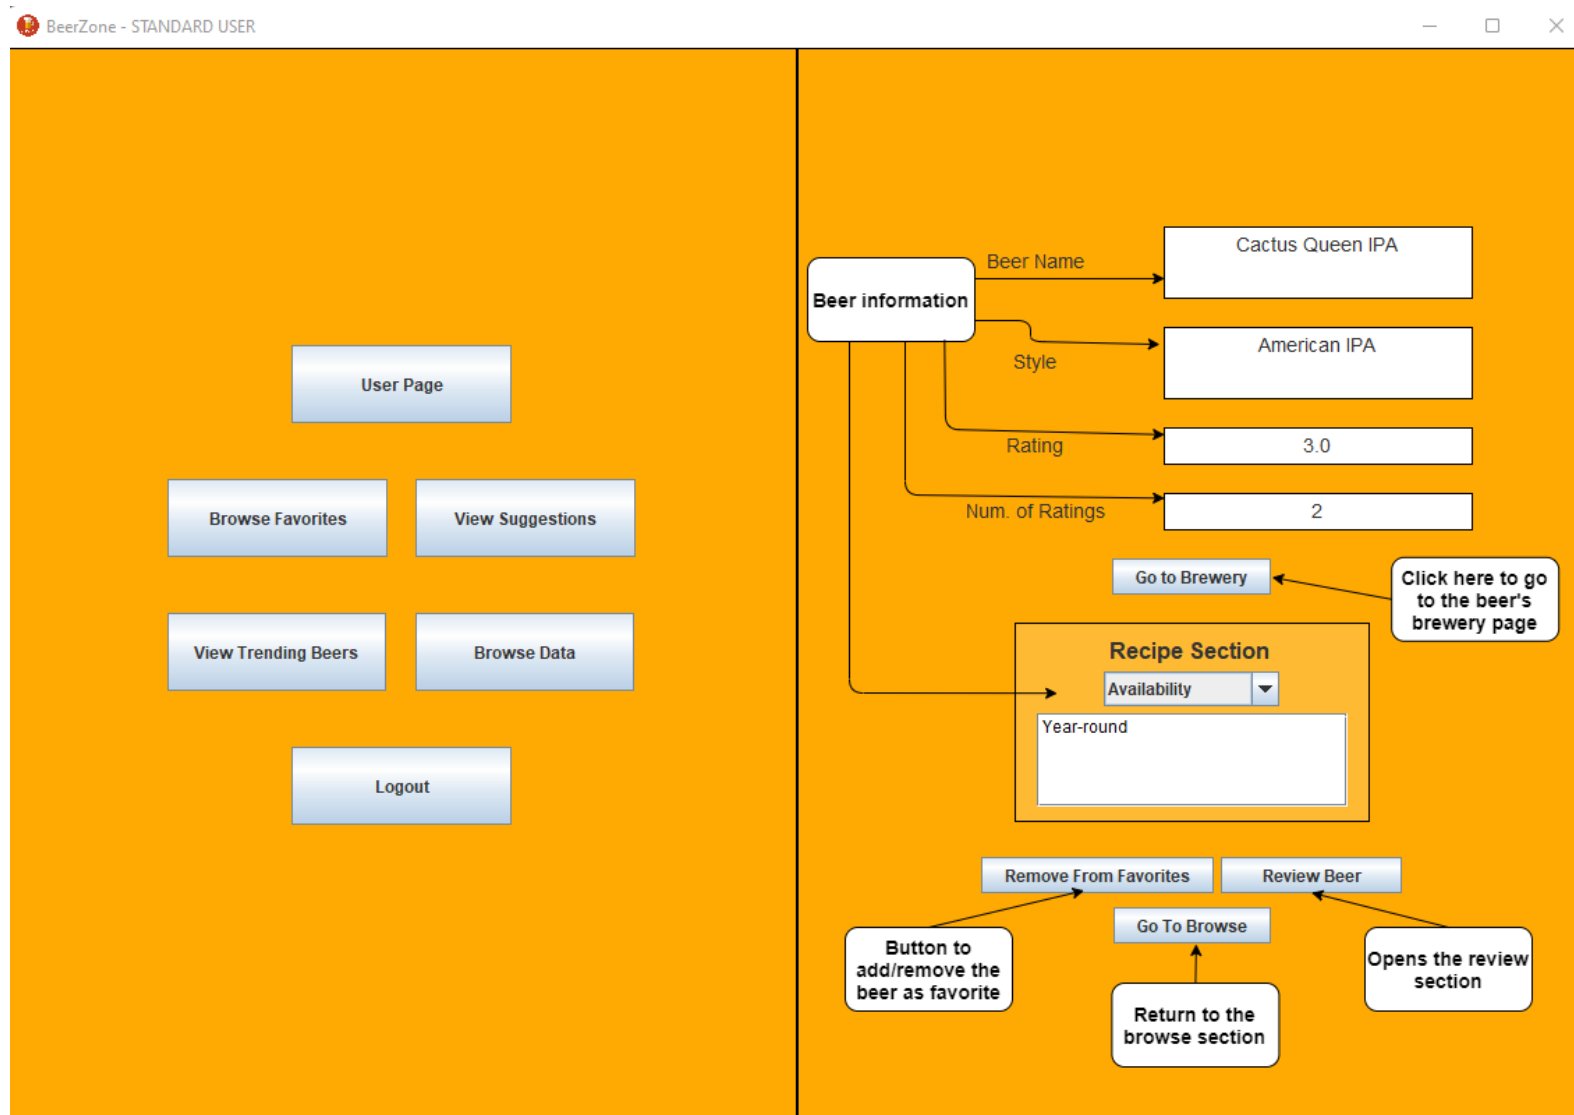 BeerZone - STANDARD USER
User Page
Browse Favorites
View Suggestions
View Trending Beers
Browse Data
Logout
Beer information
Beer Name
Cactus Queen IPA
Style
American IPA
Rating
3.0
Num. of Ratings
2
Go to Brewery
Click here to go
to the beer's
brewery page
Recipe Section
Availability
Year-round
Remove From Favorites
Review Beer
Go To Browse
Button to
add/remove the
beer as favorite
Return to the
browse section
Opens the review
section